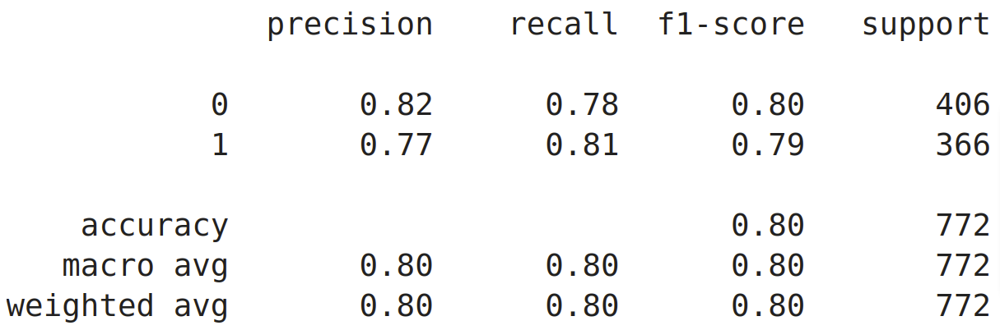 precision recall f1-score support
0 0.82 0.78 0.80 406
1 0.77 0.81 0.79 366
accuracy 0.80 772
macro avg 0.80 0.80 0.80 772
weighted avg 0.80 0.80 0.80 772